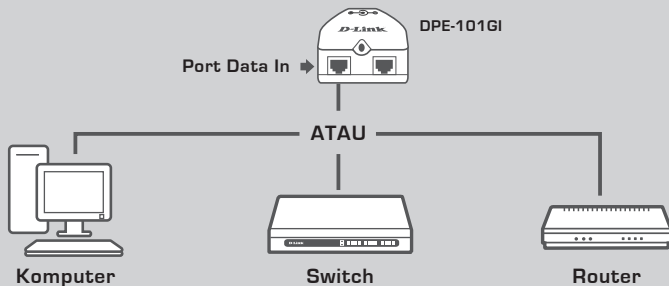 D-Link
DPE-101GI
Port Data In
ATAU
Komputer
Switch
Router